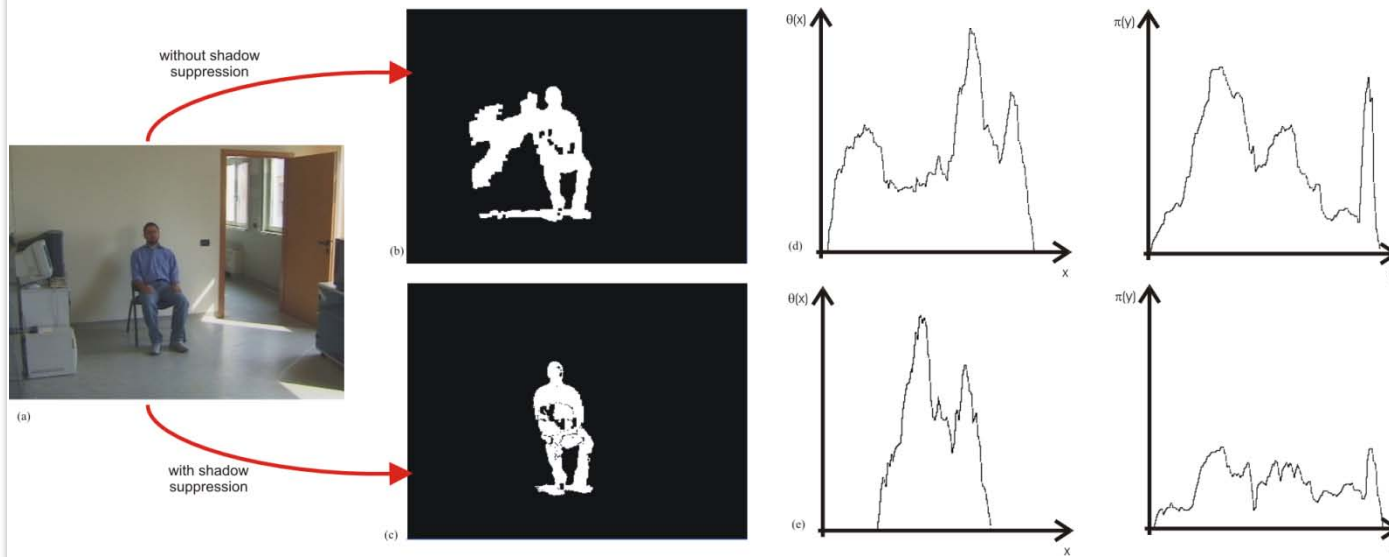 without shadow
suppression
(a)
with shadow
suppression
(b)
(c)
θ(x)
x
π(y)
(d)
θ(x)
x
π(y)
(e)